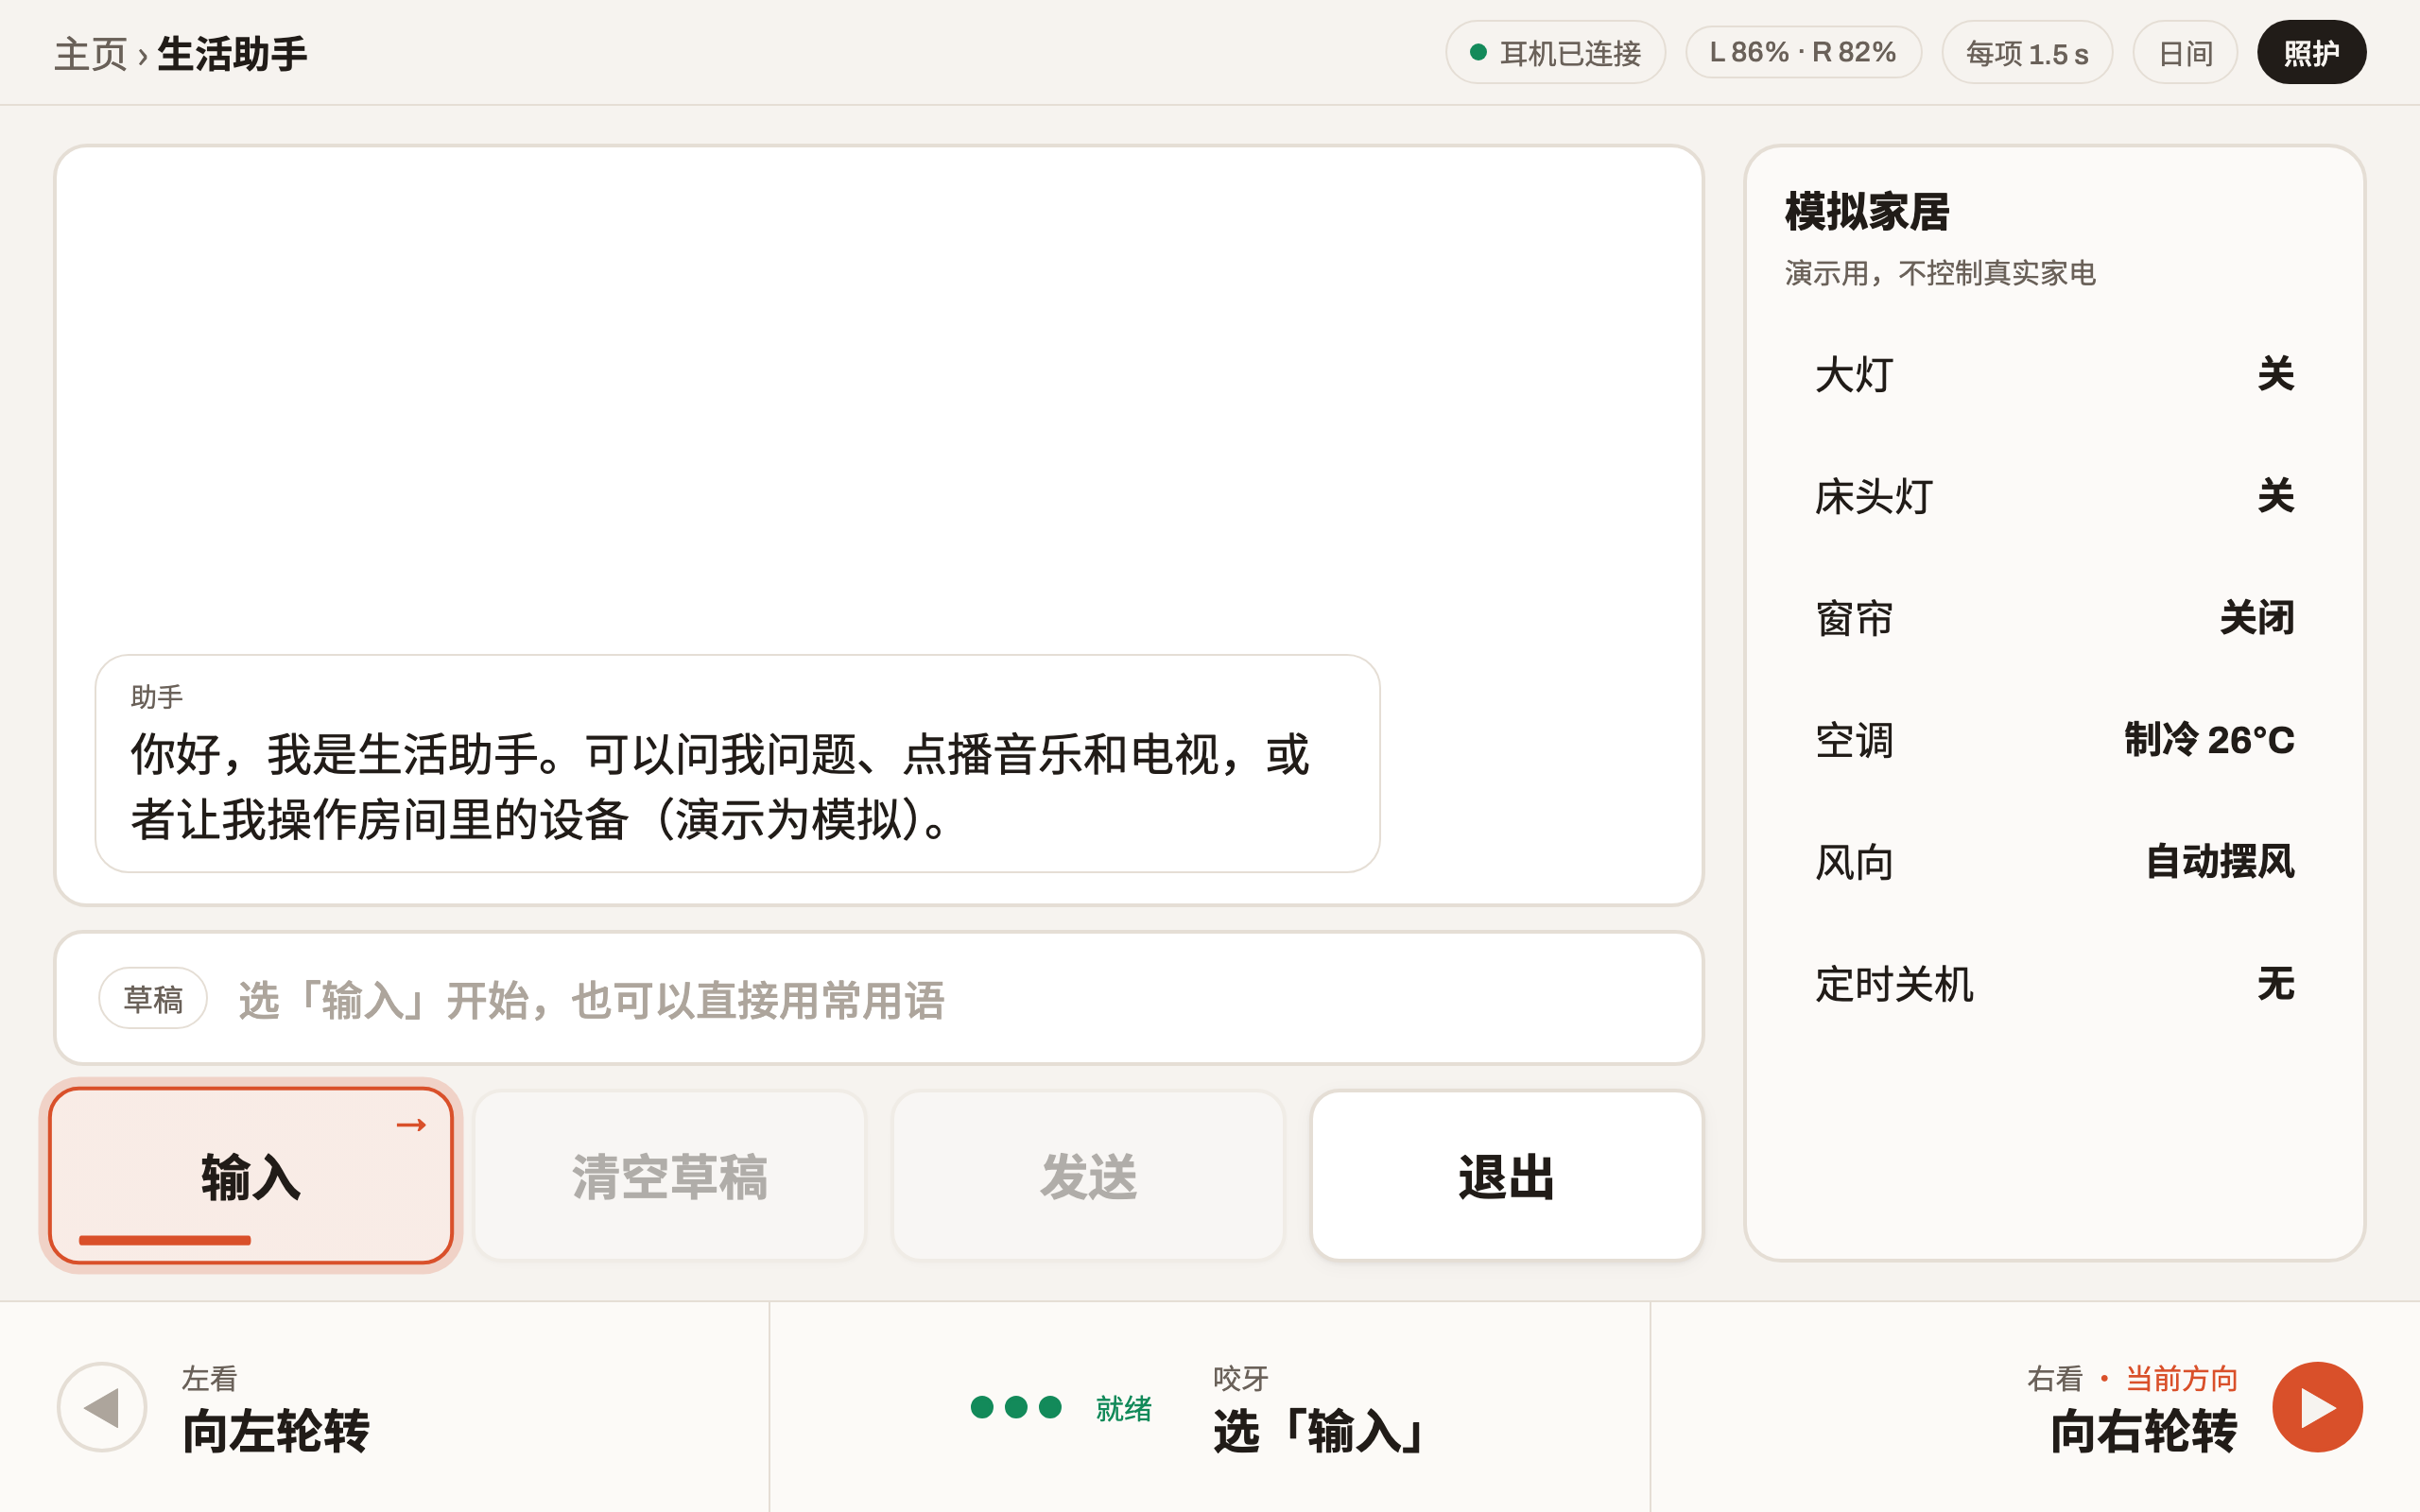 主页 › 生活助手
耳机已连接
L 86% · R 82%
每项 1.5 s
日间
照护
助手
你好，我是生活助手。可以问我问题、点播音乐和电视，或
者让我操作房间里的设备（演示为模拟）。
草稿 选「输入」开始，也可以直接用常用语
输入 →
清空草稿
发送
退出
模拟家居
演示用，不控制真实家电
大灯 关
床头灯 关
窗帘 关闭
空调 制冷 26°C
风向 自动摆风
定时关机 无
左看
向左轮转
就绪
咬牙
选「输入」
右看 • 当前方向
向右轮转